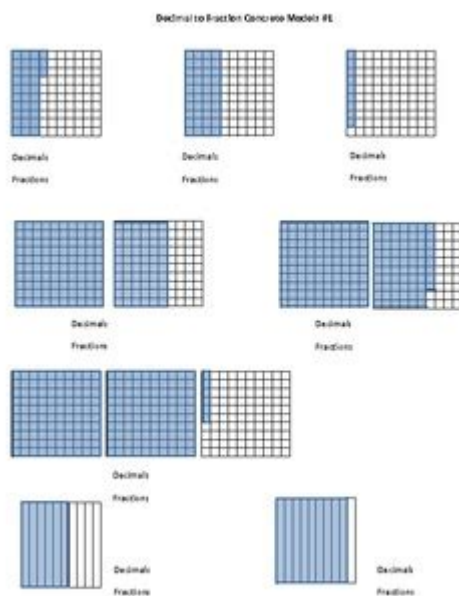 Decimal to Fraction Concrete Models #1
Decimals
Decimals
Decimals
Fractions
Fractions
Fractions
Decimals
Decimals
Fractions
Fractions
Decimals
Fractions
Decimals
Decimals
Fractions
Fractions